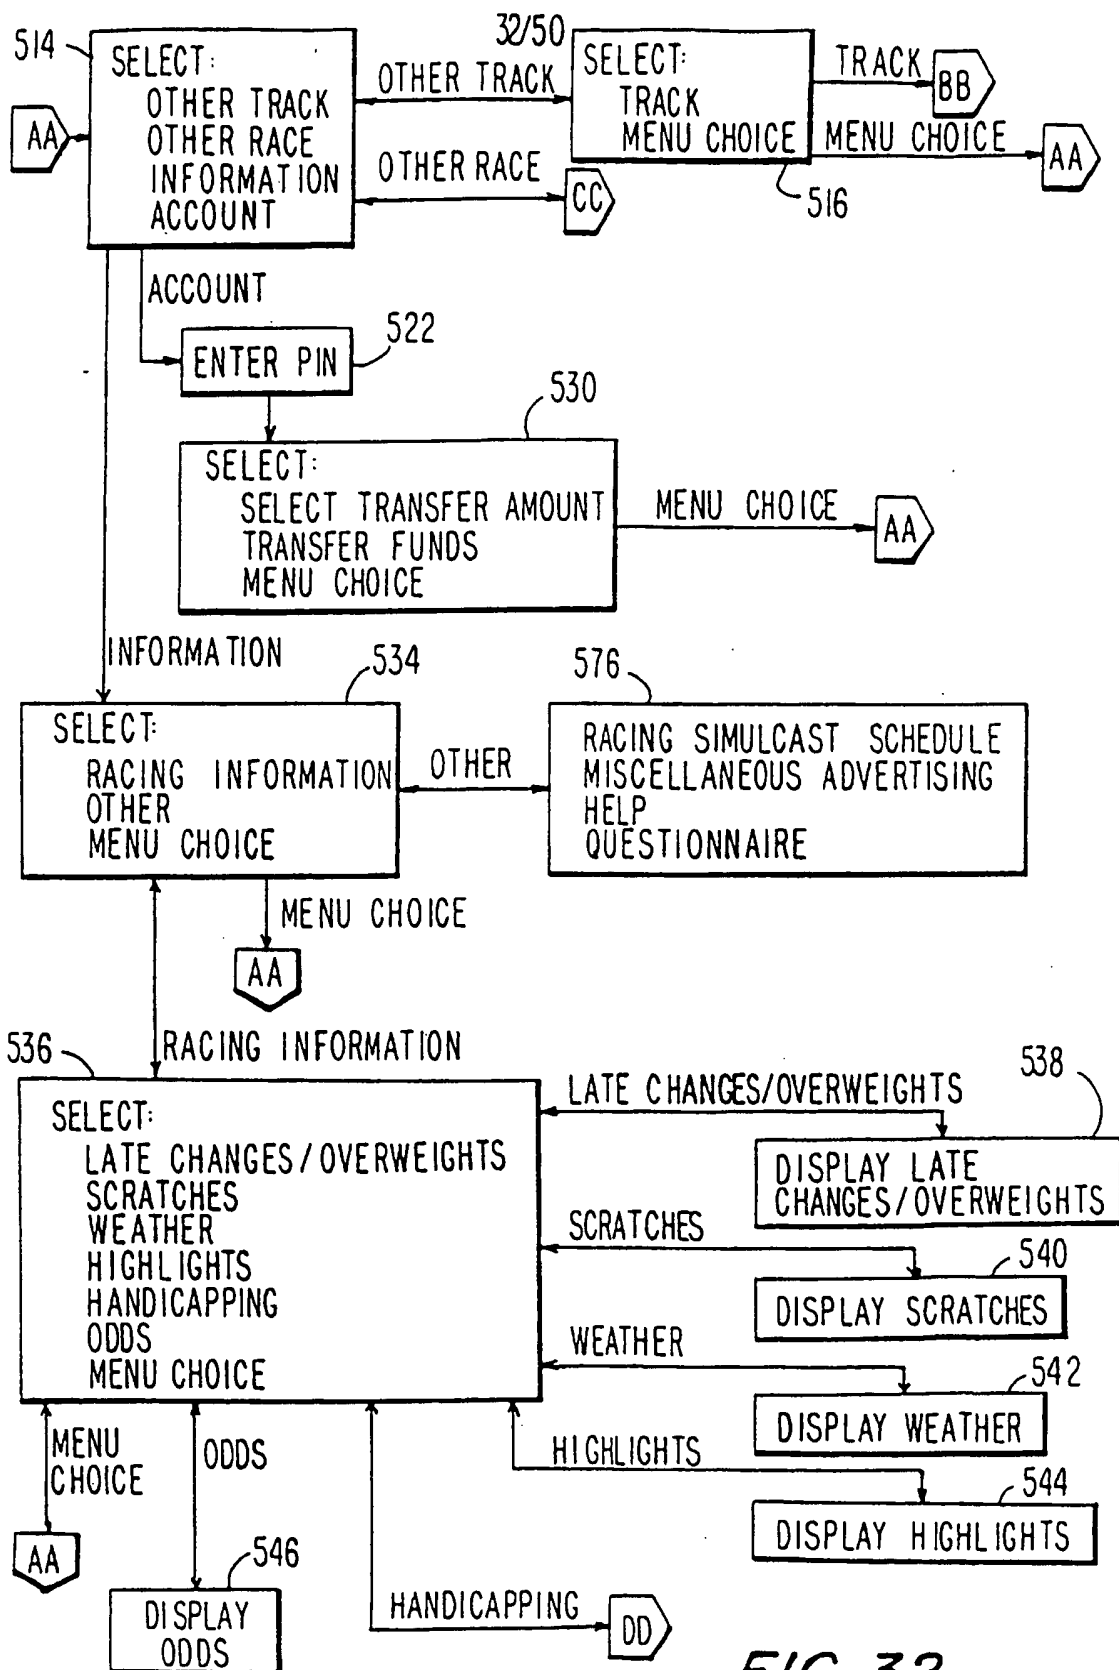 514
32/50
SELECT:
OTHER TRACK
OTHER RACE
INFORMATION
ACCOUNT
AA
OTHER TRACK
SELECT:
TRACK
MENU CHOICE
TRACK
BB
MENU CHOICE
AA
516
OTHER RACE
CC
ACCOUNT
ENTER PIN
522
530
SELECT:
SELECT TRANSFER AMOUNT
TRANSFER FUNDS
MENU CHOICE
MENU CHOICE
AA
INFORMATION
534
576
SELECT:
RACING INFORMATION
OTHER
MENU CHOICE
OTHER
RACING SIMULCAST SCHEDULE
MISCELLANEOUS ADVERTISING
HELP
QUESTIONNAIRE
MENU CHOICE
AA
RACING INFORMATION
536
SELECT:
LATE CHANGES/OVERWEIGHTS
SCRATCHES
WEATHER
HIGHLIGHTS
HANDICAPPING
ODDS
MENU CHOICE
LATE CHANGES/OVERWEIGHTS
538
DISPLAY LATE
CHANGES/OVERWEIGHTS
SCRATCHES
540
DISPLAY SCRATCHES
WEATHER
542
DISPLAY WEATHER
HIGHLIGHTS
544
DISPLAY HIGHLIGHTS
MENU
CHOICE
AA
ODDS
546
DISPLAY
ODDS
HANDICAPPING
DD
FIG. 32